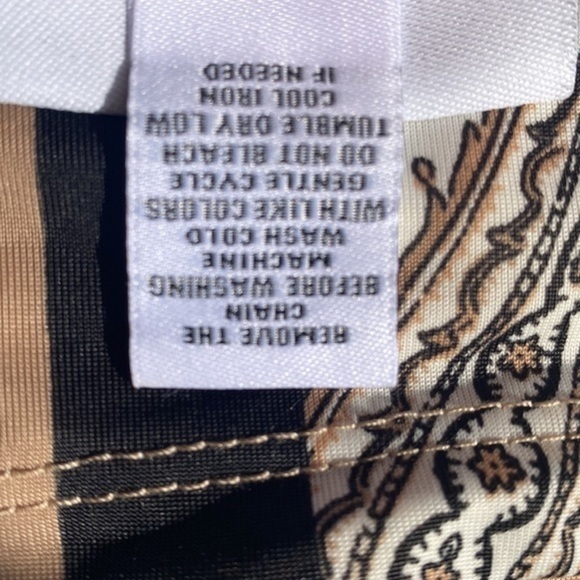 REMOVE THE
CHAIN
BEFORE WASHING
MACHINE
WASH COLD
WITH LIKE COLORS
GENTLE CYCLE
DO NOT BLEACH
TUMBLE DRY LOW
COOL IRON
IF NEEDED